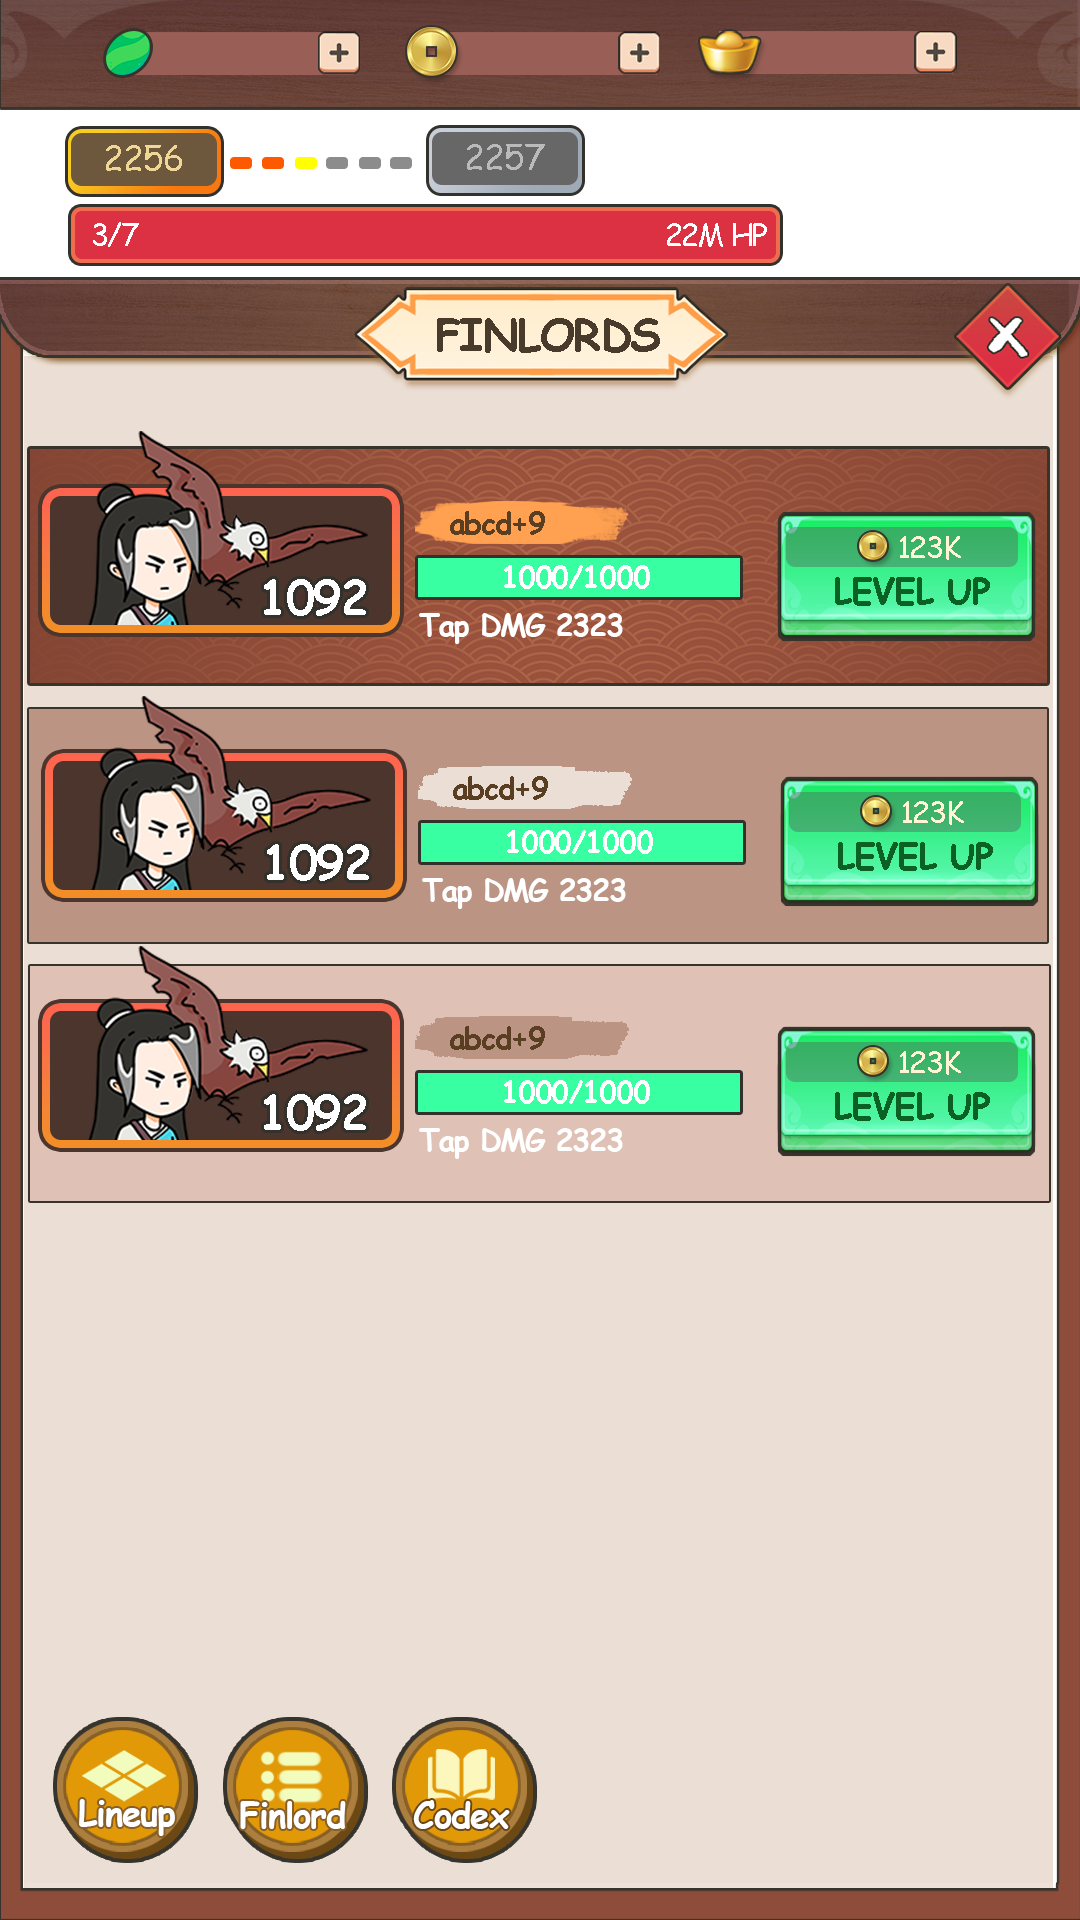 2256
2257
3/7
22M HP
FINLORDS
abcd+9
1000/1000
1092
Tap DMG 2323
123K
LEVEL UP
abcd+9
1000/1000
1092
Tap DMG 2323
123K
LEVEL UP
abcd+9
1000/1000
1092
Tap DMG 2323
123K
LEVEL UP
Lineup
Finlord
Codex